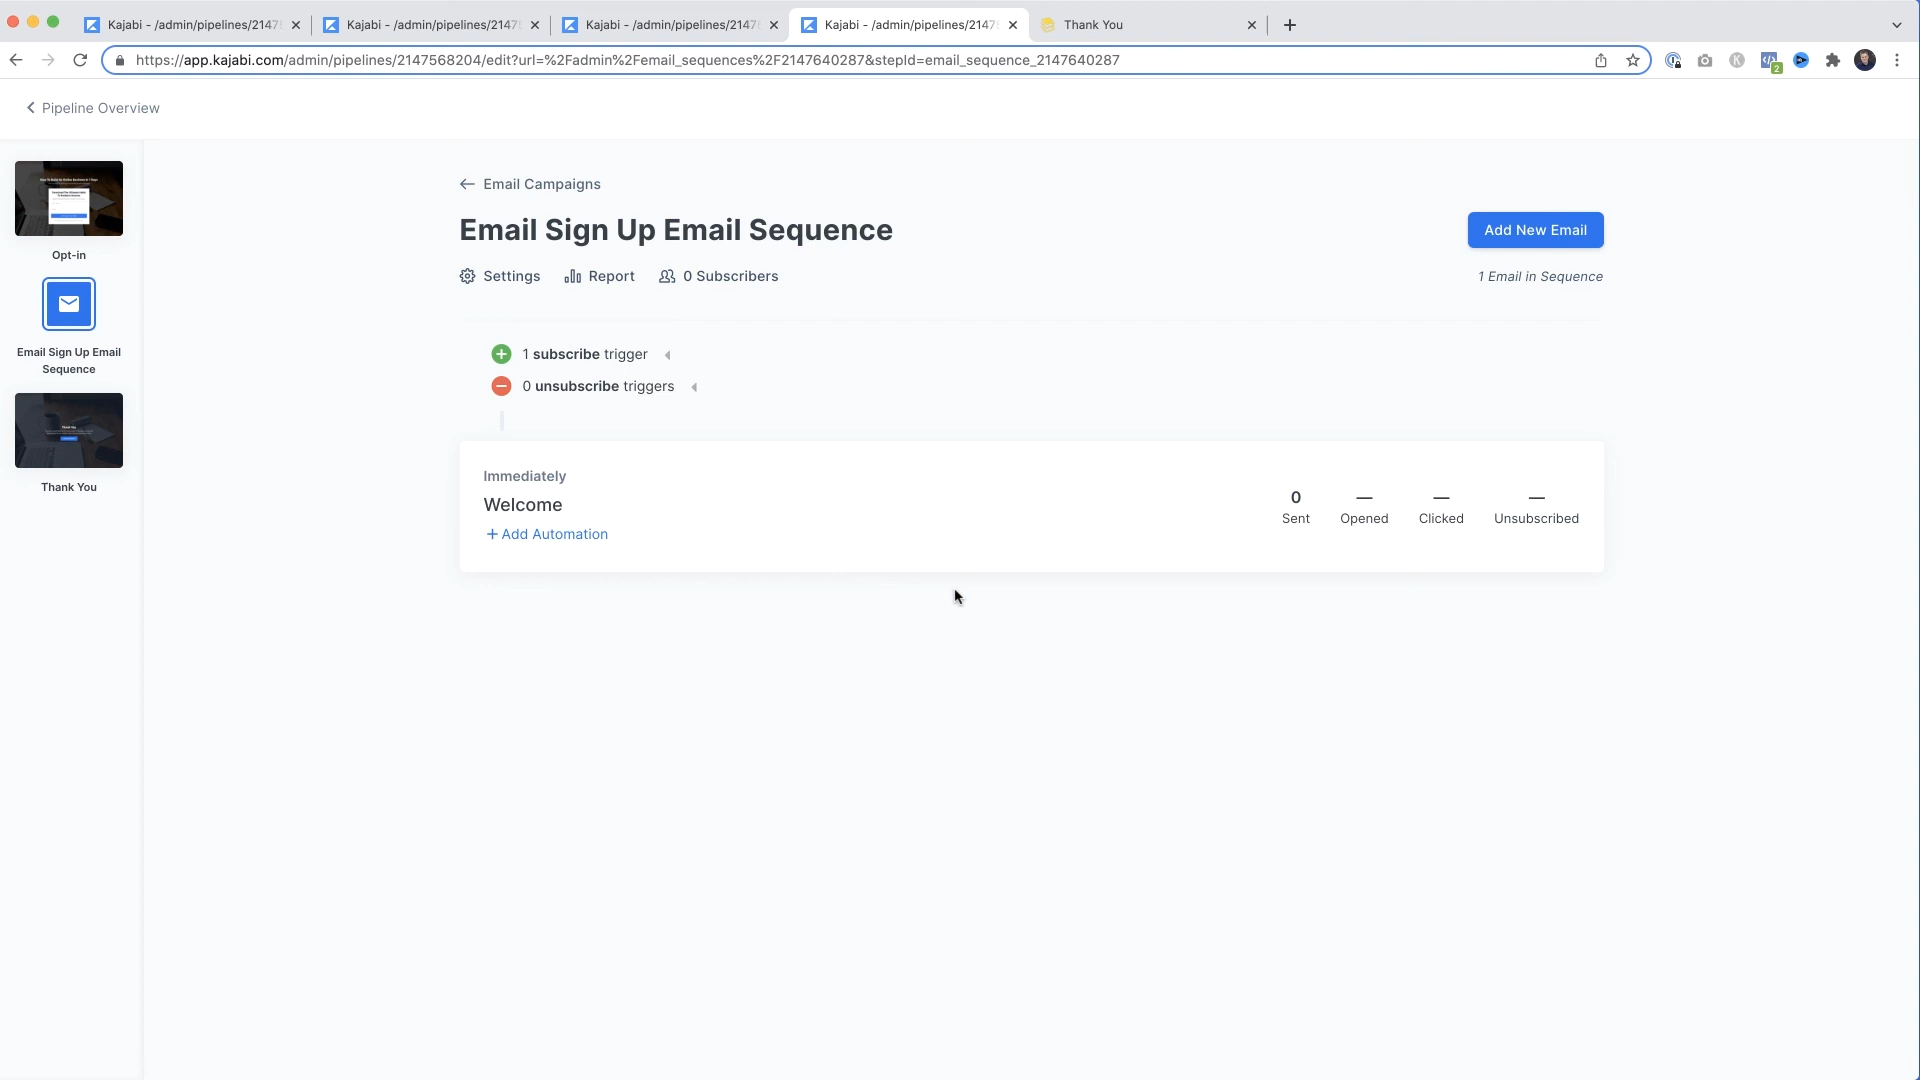 Kajabi - /admin/pipelines/2147
Kajabi - /admin/pipelines/2147
Kajabi - /admin/pipelines/2147
Kajabi - /admin/pipelines/2147
Thank You
https://app.kajabi.com/admin/pipelines/2147568204/edit?url=%2Fadmin%2Femail_sequences%2F2147640287&stepId=email_sequence_2147640287
2
Pipeline Overview
Opt-in
Email Sign Up Email
Sequence
Thank You
Email Campaigns
Email Sign Up Email Sequence
Add New Email
Settings
Report
0 Subscribers
1 Email in Sequence
1 subscribe trigger
0 unsubscribe triggers
Immediately
Welcome
+ Add Automation
0
Sent
—
Opened
—
Clicked
—
Unsubscribed